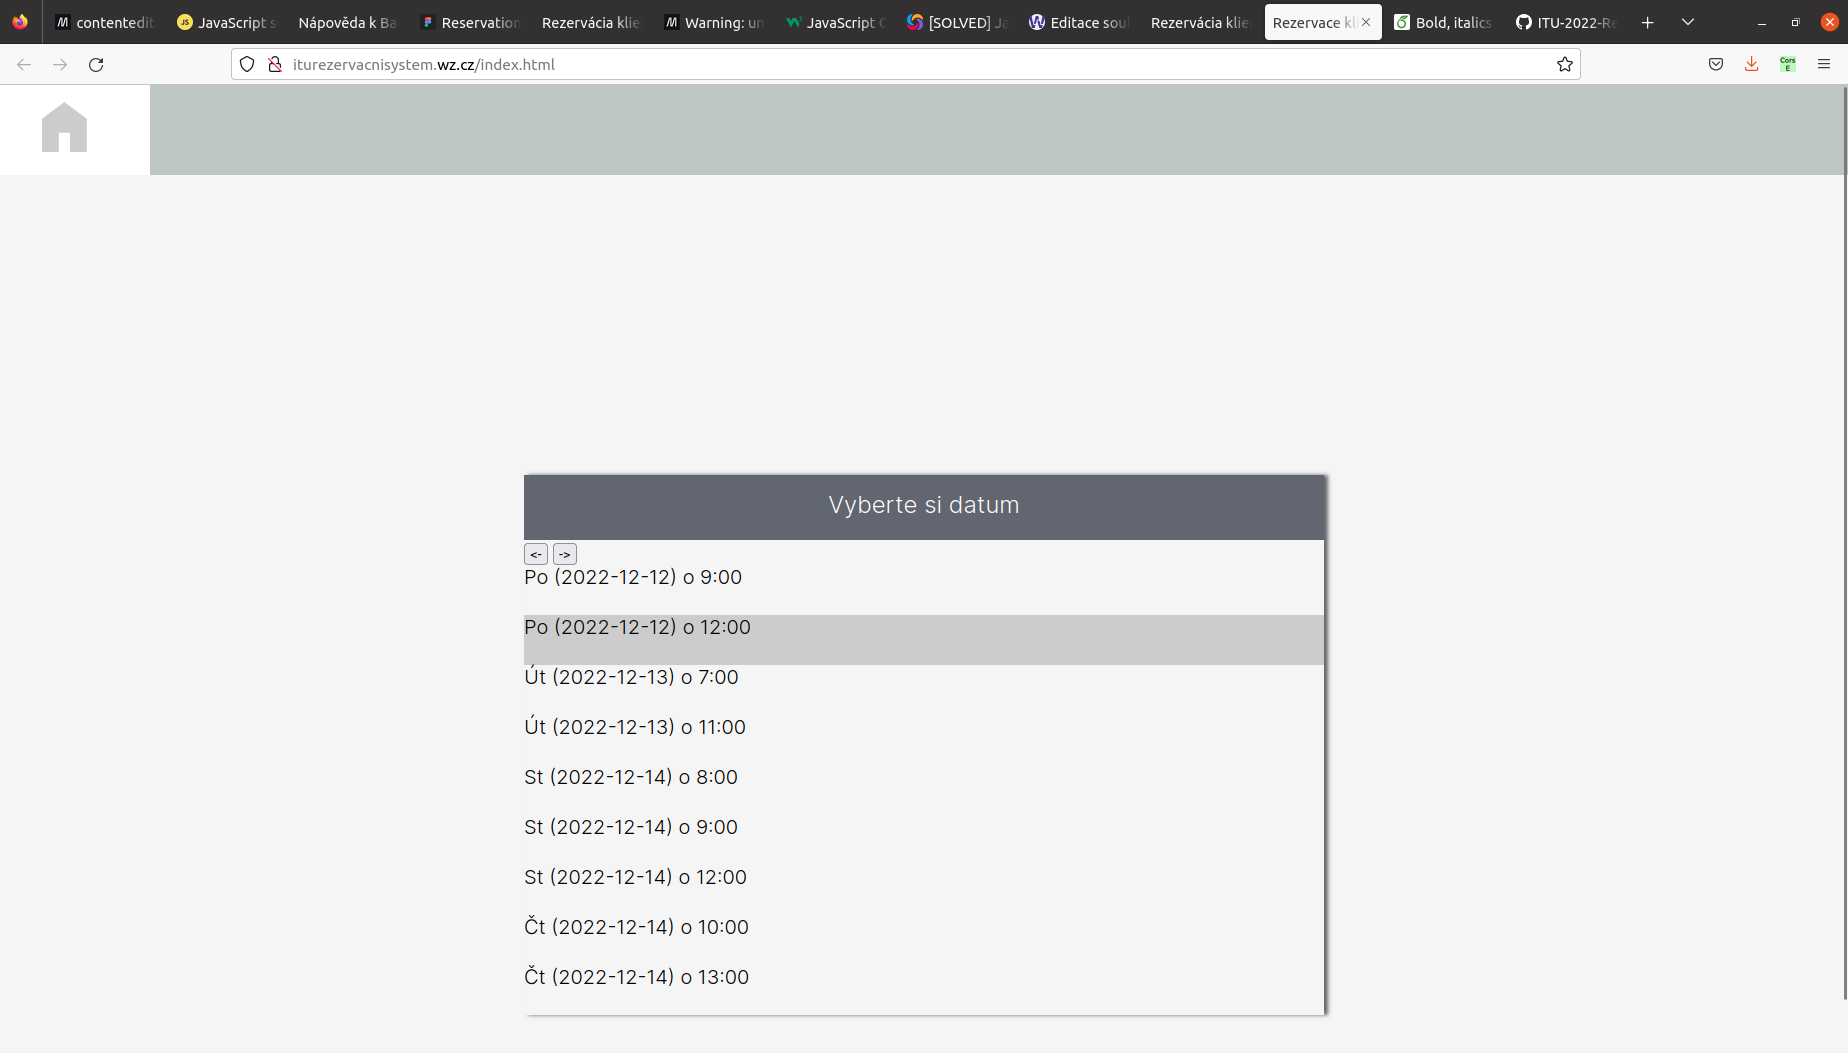 contentedit
JavaScript s
Nápověda k Ba
Reservation
Rezervácia klie
Warning: un
JavaScript C
[SOLVED] Ja
Editace soul
Rezervácia klie
Rezervace kli
Bold, italics
ITU-2022-Re
iturezervacnisystem.wz.cz/index.html
Cors
E
Vyberte si datum
<- ->
Po (2022-12-12) o 9:00
Po (2022-12-12) o 12:00
Út (2022-12-13) o 7:00
Út (2022-12-13) o 11:00
St (2022-12-14) o 8:00
St (2022-12-14) o 9:00
St (2022-12-14) o 12:00
Čt (2022-12-14) o 10:00
Čt (2022-12-14) o 13:00